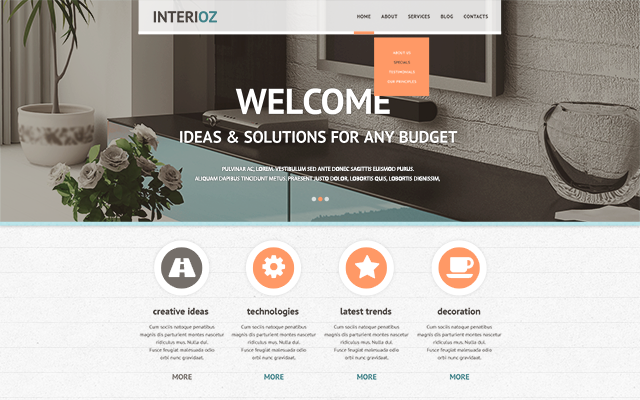 INTERIOZ
HOME ABOUT SERVICES BLOG CONTACTS
ABOUT US
SPECIALS
TESTIMONIALS
OUR PRINCIPLES
WELCOME
IDEAS & SOLUTIONS FOR ANY BUDGET
PULVINAR AC, LOREM. VESTIBULUM SED ANTE DONEC SAGITTIS EUISMOD PURUS.
ALIQUAM DAPIBUS TINCIDUNT METUS. PRAESENT JUSTO DOLOR, LOBORTIS QUIS, LOBORTIS DIGNISSIM,
creative ideas
Cum sociis natoque penatibus
magnis dis parturient montes nascetur
ridiculus mus. Nulla dui.
Fusce feugiat malesuada odio
orbi nunc gravideat.
MORE
technologies
Cum sociis natoque penatibus
magnis dis parturient montes nascetur
ridiculus mus. Nulla dui.
Fusce feugiat malesuada odio
orbi nunc gravideat.
MORE
latest trends
Cum sociis natoque penatibus
magnis dis parturient montes nascetur
ridiculus mus. Nulla dui.
Fusce feugiat malesuada odio
orbi nunc gravideat.
MORE
decoration
Cum sociis natoque penatibus
magnis dis parturient montes nascetur
ridiculus mus. Nulla dui.
Fusce feugiat malesuada odio
orbi nunc gravideat.
MORE